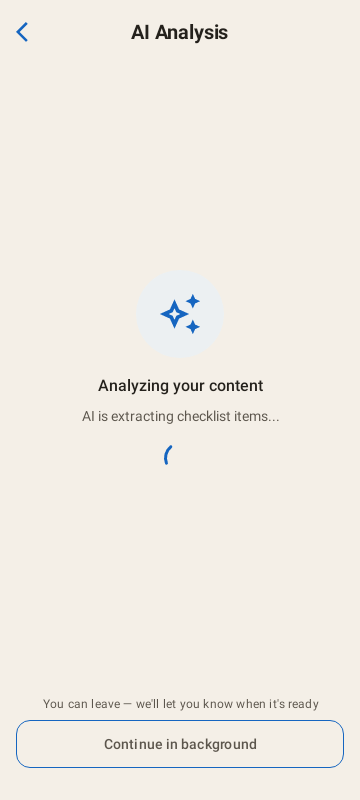 AI Analysis
Analyzing your content
AI is extracting checklist items...
You can leave — we'll let you know when it's ready
Continue in background